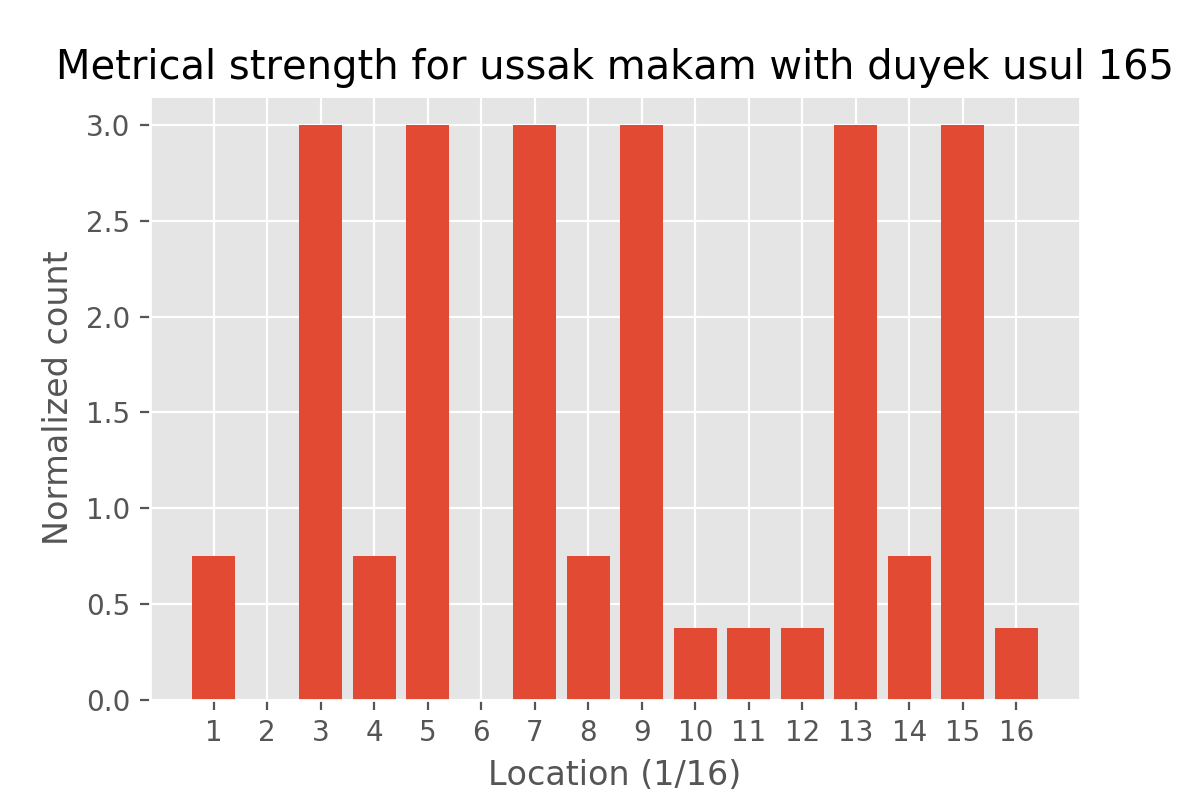 Metrical strength for ussak makam with duyek usul 165
Normalized count
3.0
2.5
2.0
1.5
1.0
0.5
0.0
1 2 3 4 5 6 7 8 9 10 11 12 13 14 15 16
Location (1/16)